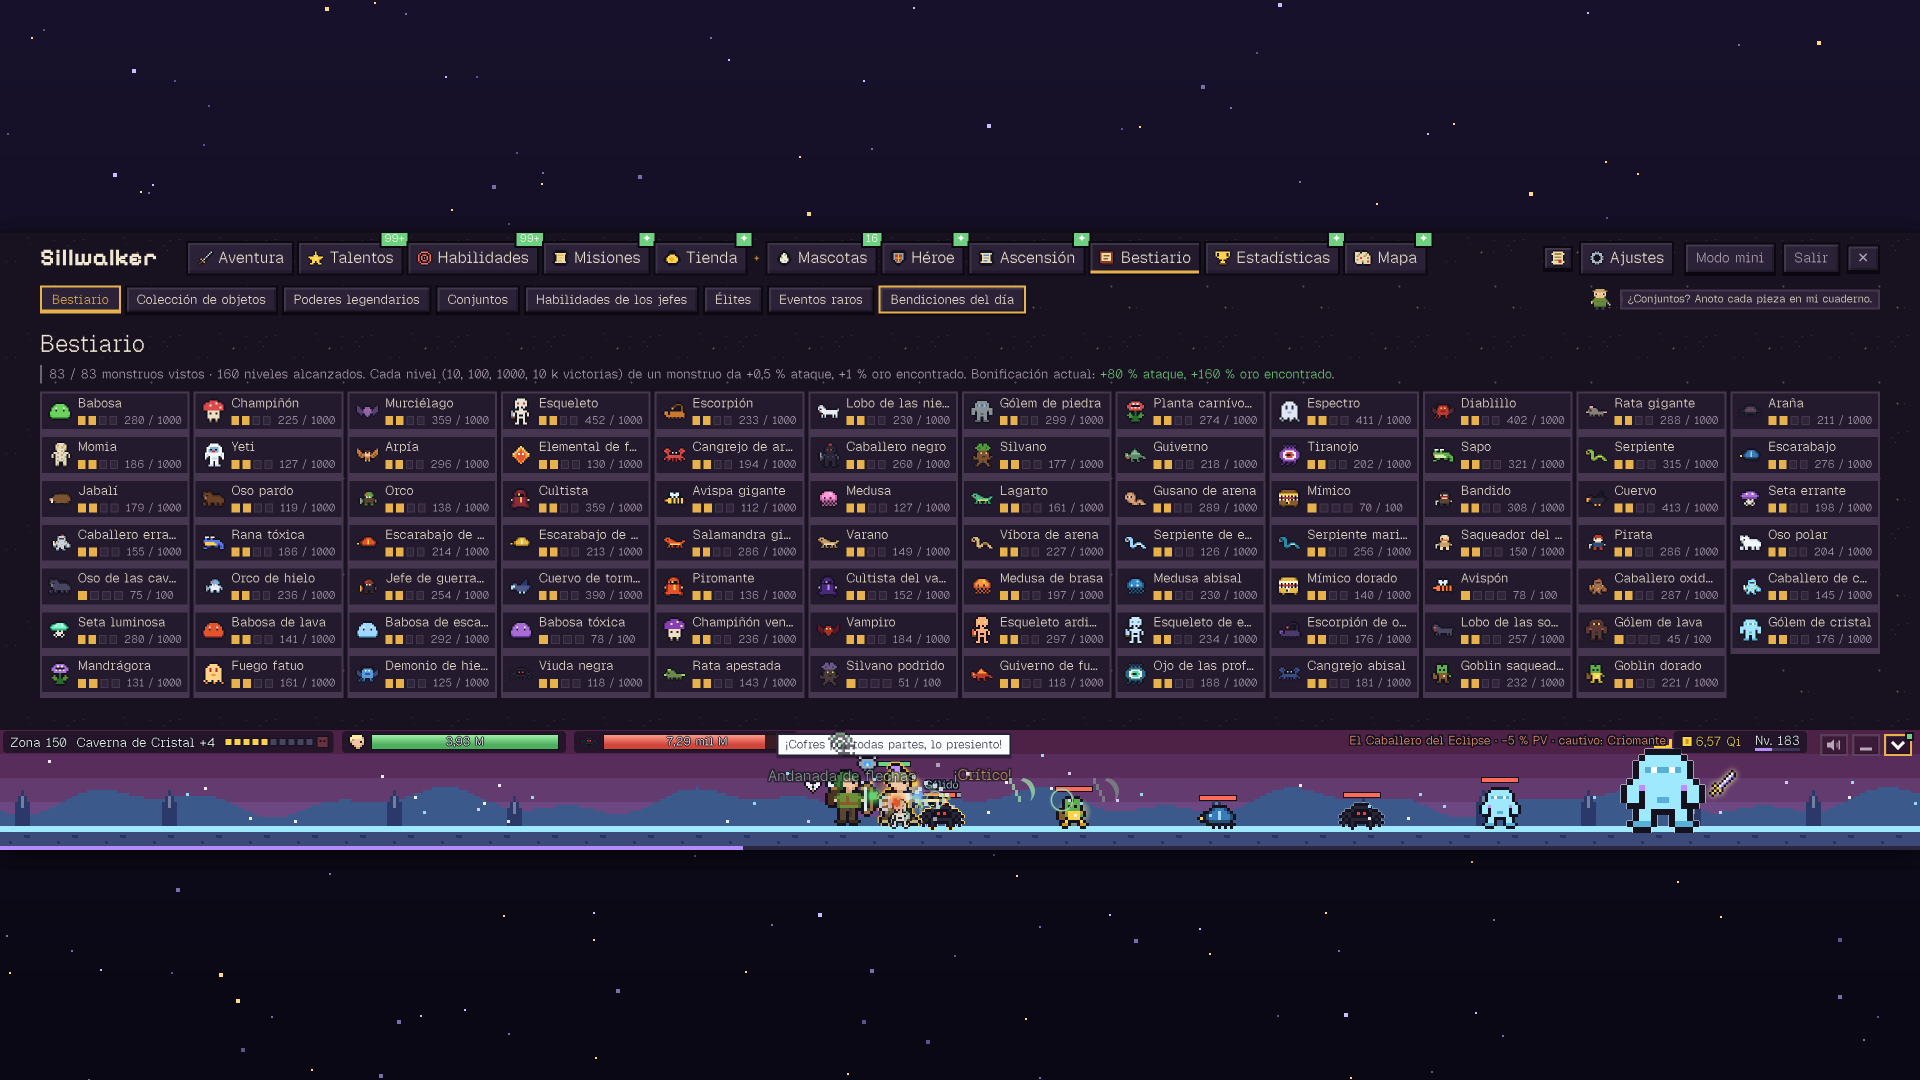 99+
99+
16
Sillwalker
Aventura
Talentos
Habilidades
Misiones
Tienda
Mascotas
Héroe
Ascensión
Bestiario
Estadísticas
Mapa
Ajustes
Modo mini
Salir
×
Bestiario
Colección de objetos
Poderes legendarios
Conjuntos
Habilidades de los jefes
Élites
Eventos raros
Bendiciones del día
¿Conjuntos? Anoto cada pieza en mi cuaderno.
Bestiario
83 / 83 monstruos vistos · 160 niveles alcanzados. Cada nivel (10, 100, 1000, 10 k victorias) de un monstruo da +0,5 % ataque, +1 % oro encontrado. Bonificación actual: +80 % ataque, +160 % oro encontrado.
Babosa
280 / 1000
Champiñón
225 / 1000
Murciélago
359 / 1000
Esqueleto
452 / 1000
Escorpión
233 / 1000
Lobo de las nie...
230 / 1000
Gólem de piedra
299 / 1000
Planta carnívo...
274 / 1000
Espectro
411 / 1000
Diablillo
402 / 1000
Rata gigante
288 / 1000
Araña
211 / 1000
Momia
186 / 1000
Yeti
127 / 1000
Arpía
296 / 1000
Elemental de f...
130 / 1000
Cangrejo de ar...
194 / 1000
Caballero negro
260 / 1000
Silvano
177 / 1000
Guiverno
218 / 1000
Tiranojo
202 / 1000
Sapo
321 / 1000
Serpiente
315 / 1000
Escarabajo
276 / 1000
Jabalí
179 / 1000
Oso pardo
119 / 1000
Orco
138 / 1000
Cultista
359 / 1000
Avispa gigante
112 / 1000
Medusa
127 / 1000
Lagarto
161 / 1000
Gusano de arena
289 / 1000
Mímico
70 / 100
Bandido
308 / 1000
Cuervo
413 / 1000
Seta errante
198 / 1000
Caballero erra...
155 / 1000
Rana tóxica
186 / 1000
Escarabajo de ...
214 / 1000
Escarabajo de ...
213 / 1000
Salamandra gi...
286 / 1000
Varano
149 / 1000
Víbora de arena
227 / 1000
Serpiente de e...
126 / 1000
Serpiente mari...
256 / 1000
Saqueador del ...
150 / 1000
Pirata
286 / 1000
Oso polar
204 / 1000
Oso de las cav...
75 / 100
Orco de hielo
236 / 1000
Jefe de guerra...
254 / 1000
Cuervo de torm...
390 / 1000
Piromante
136 / 1000
Cultista del va...
152 / 1000
Medusa de brasa
197 / 1000
Medusa abisal
230 / 1000
Mímico dorado
140 / 1000
Avispón
78 / 100
Caballero oxid...
287 / 1000
Caballero de c...
145 / 1000
Seta luminosa
280 / 1000
Babosa de lava
141 / 1000
Babosa de esca...
292 / 1000
Babosa tóxica
78 / 100
Champiñón ven...
236 / 1000
Vampiro
184 / 1000
Esqueleto ardi...
297 / 1000
Esqueleto de e...
234 / 1000
Escorpión de o...
176 / 1000
Lobo de las so...
257 / 1000
Gólem de lava
45 / 100
Gólem de cristal
176 / 1000
Mandrágora
131 / 1000
Fuego fatuo
161 / 1000
Demonio de hie...
125 / 1000
Viuda negra
118 / 1000
Rata apestada
143 / 1000
Silvano podrido
51 / 100
Guiverno de fu...
118 / 1000
Ojo de las prof...
188 / 1000
Cangrejo abisal
181 / 1000
Goblin saquead...
232 / 1000
Goblin dorado
221 / 1000
Zona 150 Caverna de Cristal +4
3,98 M
7,29 mil M
¡Cofres todas partes, lo presiento!
El Caballero del Eclipse · -5 % PV · cautivo: Criomante
6,57 Qi
Nv. 183
Andanada de flechas
¡Crítico!